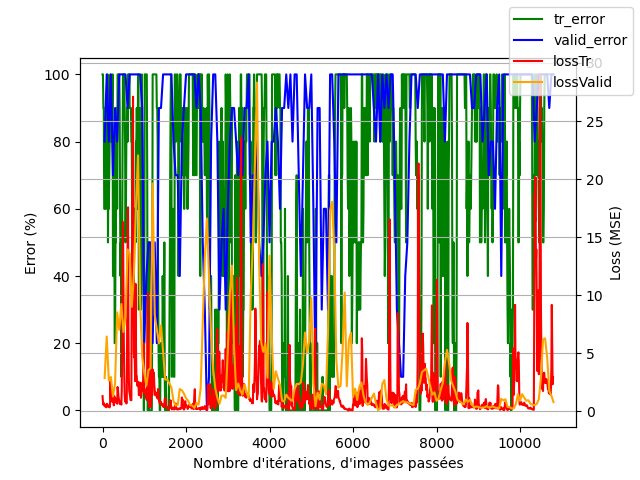 tr_error
valid_error
lossTr
lossValid
100
80
60
40
20
0
Error (%)
30
25
20
15
10
5
0
Loss (MSE)
0
2000
4000
6000
8000
10000
Nombre d'itérations, d'images passées